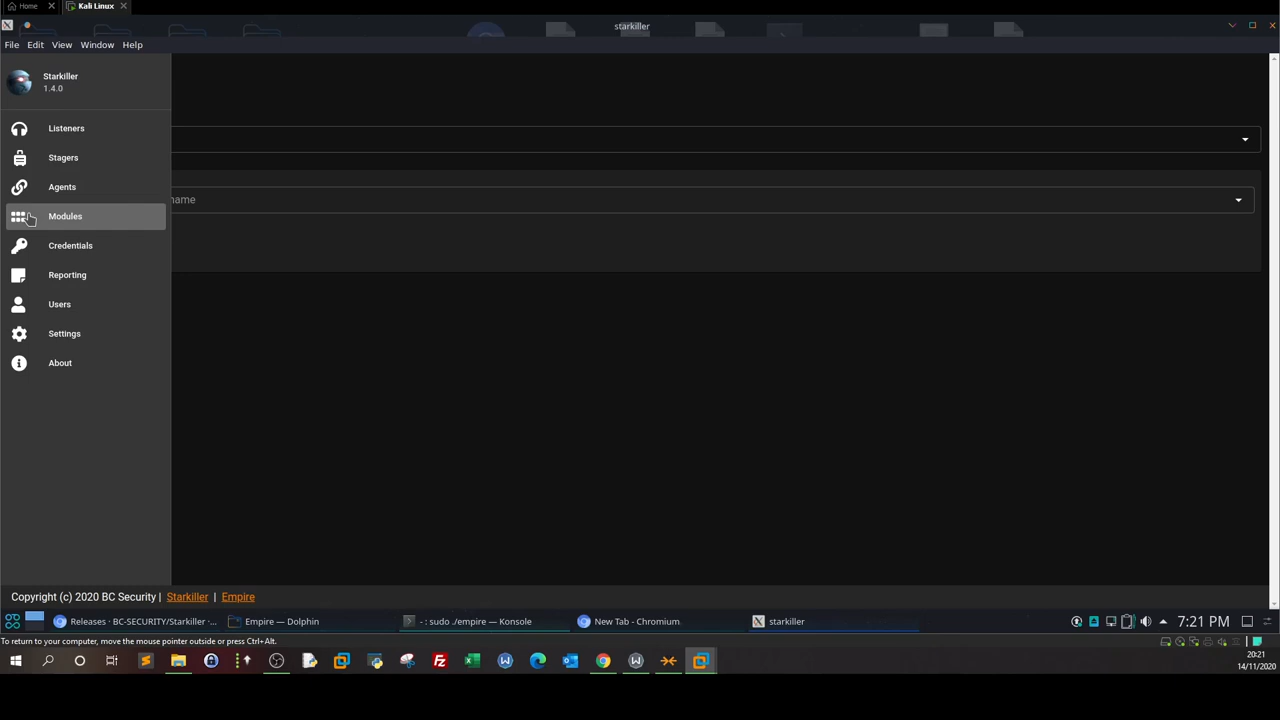 Home
Kali Linux
starkiller
File Edit View Window Help
Starkiller
1.4.0
Listeners
Stagers
Agents
Modules
name
Credentials
Reporting
Users
Settings
About
Copyright (c) 2020 BC Security | Starkiller | Empire
Releases · BC-SECURITY/Starkiller ·...
Empire — Dolphin
- : sudo ./empire — Konsole
New Tab - Chromium
starkiller
7:21 PM
To return to your computer, move the mouse pointer outside or press Ctrl+Alt.
20:21
14/11/2020